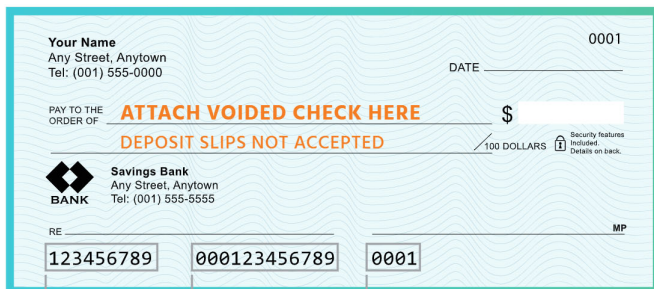 Your Name
0001
Any Street, Anytown
Tel: (001) 555-0000
DATE
PAY TO THE
ORDER OF
ATTACH VOIDED CHECK HERE
$
DEPOSIT SLIPS NOT ACCEPTED
/100 DOLLARS
Security features
Included.
Details on back.
Savings Bank
Any Street, Anytown
Tel: (001) 555-5555
BANK
RE
MP
123456789 000123456789 0001